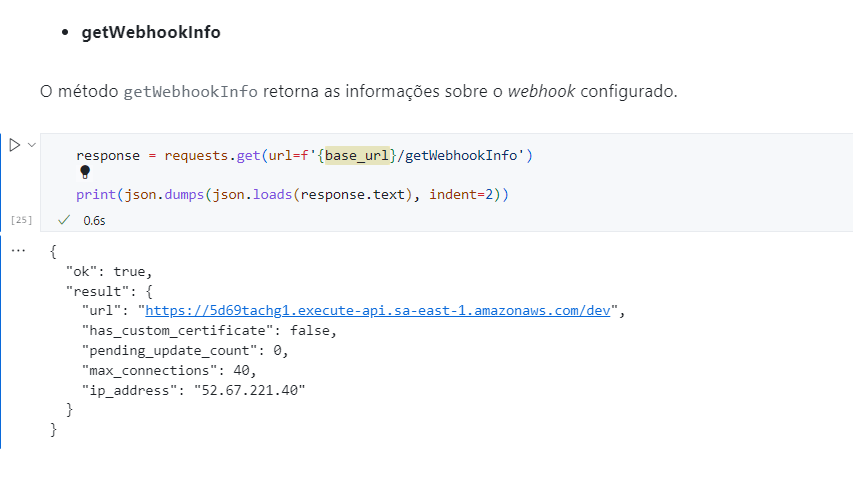 • getWebhookInfo
O método getWebhookInfo retorna as informações sobre o webhook configurado.
response = requests.get(url=f'{base_url}/getWebhookInfo')
print(json.dumps(json.loads(response.text), indent=2))
[25] ✓ 0.6s
... {
  "ok": true,
  "result": {
    "url": "https://5d69tachg1.execute-api.sa-east-1.amazonaws.com/dev",
    "has_custom_certificate": false,
    "pending_update_count": 0,
    "max_connections": 40,
    "ip_address": "52.67.221.40"
  }
}